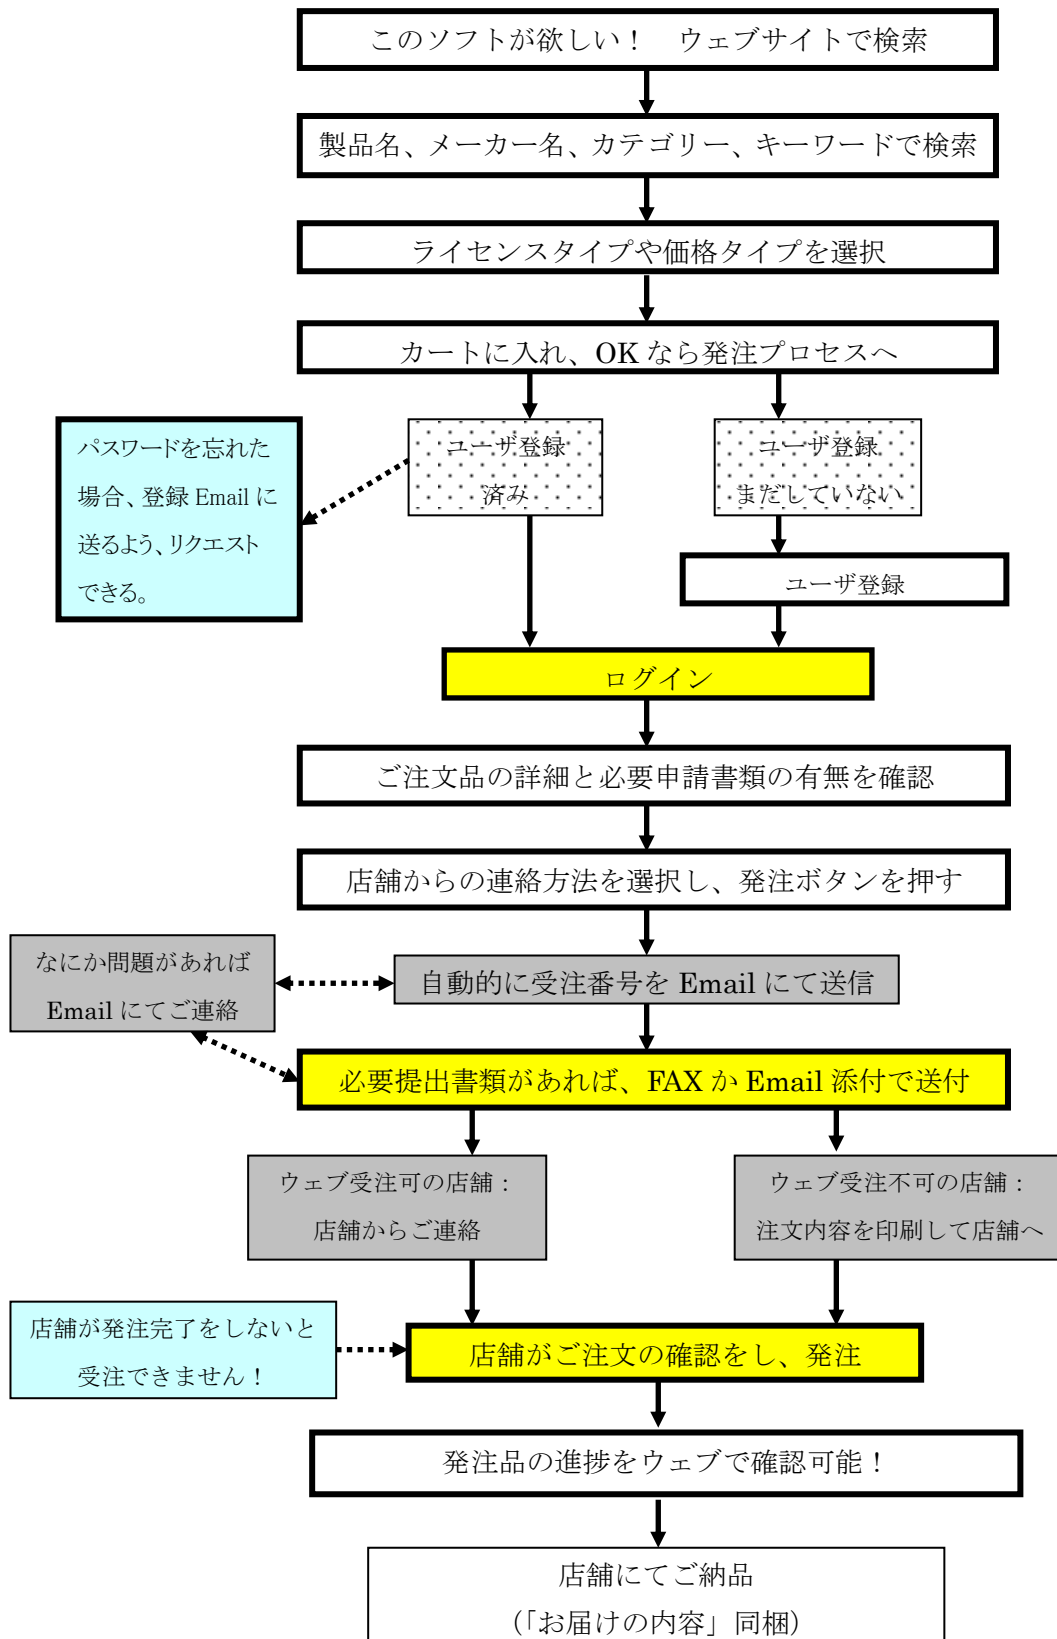 このソフトが欲しい！　ウェブサイトで検索
製品名、メーカー名、カテゴリー、キーワードで検索
ライセンスタイプや価格タイプを選択
カートに入れ、OK なら発注プロセスへ
パスワードを忘れた
場合、登録 Email に
送るよう、リクエスト
できる。
ユーザ登録
済み
ユーザ登録
まだしていない
ユーザ登録
ログイン
ご注文品の詳細と必要申請書類の有無を確認
店舗からの連絡方法を選択し、発注ボタンを押す
なにか問題があれば
Email にてご連絡
自動的に受注番号を Email にて送信
必要提出書類があれば、FAX か Email 添付で送付
ウェブ受注可の店舗：
店舗からご連絡
ウェブ受注不可の店舗：
注文内容を印刷して店舗へ
店舗が発注完了をしないと
受注できません！
店舗がご注文の確認をし、発注
発注品の進捗をウェブで確認可能！
店舗にてご納品
（「お届けの内容」同梱）